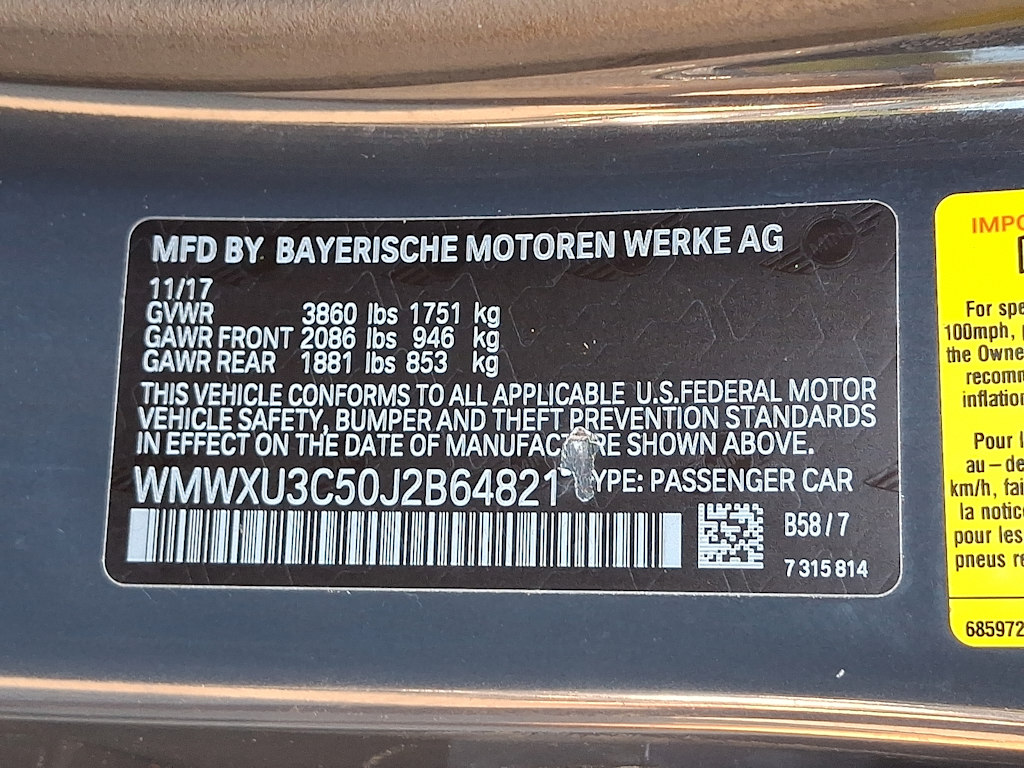 MFD BY BAYERISCHE MOTOREN WERKE AG
11/17
GVWR 3860 lbs 1751 kg
GAWR FRONT 2086 lbs 946 kg
GAWR REAR 1881 lbs 853 kg
THIS VEHICLE CONFORMS TO ALL APPLICABLE U.S.FEDERAL MOTOR
VEHICLE SAFETY, BUMPER AND THEFT PREVENTION STANDARDS
IN EFFECT ON THE DATE OF MANUFAC RE SHOWN ABOVE.
WMWXU3C50J2B64821 YPE: PASSENGER CAR
B58/7
7 315 814
IMPO
For spe
100mph,
the Owne
recomm
inflation
Pour l
au-de
km/h, fai
la notice
pour les
pneus re
685972